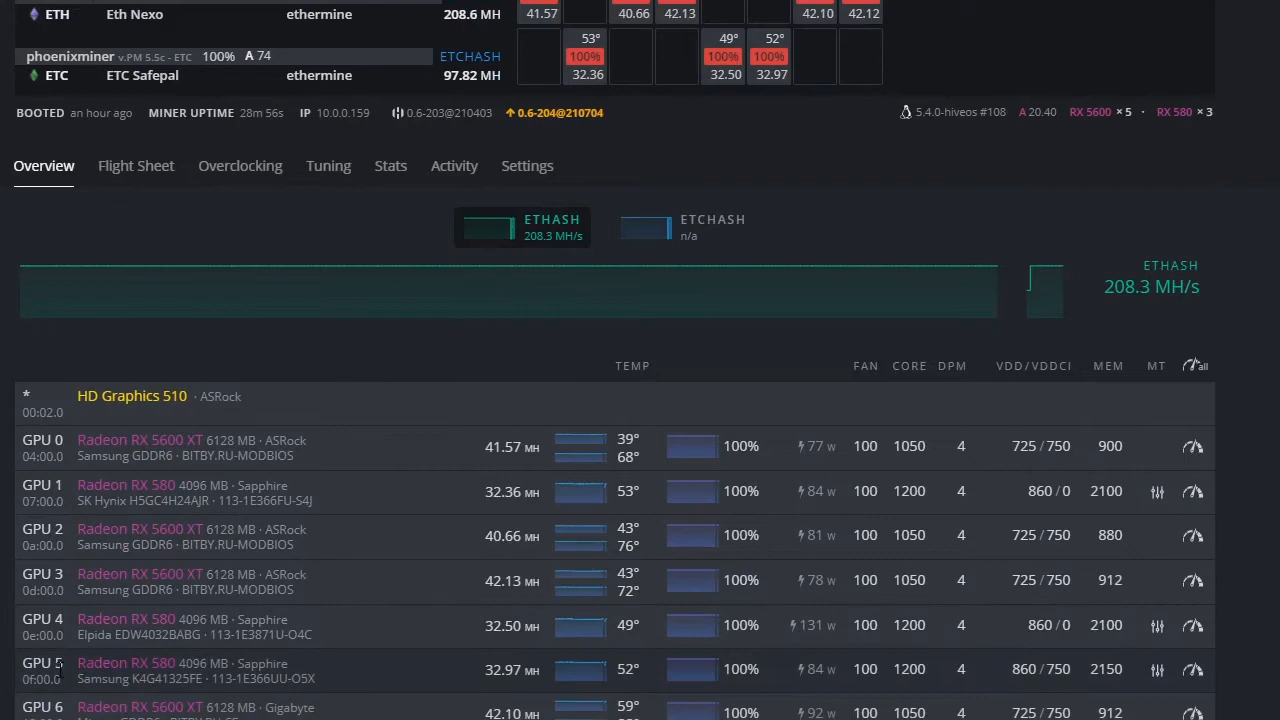 ETH Eth Nexo ethermine 208.6 MH 41.57 40.66 42.13 42.10 42.12
53° 49° 52°
phoenixminer v.PM 5.5c - ETC 100% A 74 ETCHASH 100% 100% 100%
ETC ETC Safepal ethermine 97.82 MH 32.36 32.50 32.97
BOOTED an hour ago MINER UPTIME 28m 56s IP 10.0.0.159 0.6-203@210403 0.6-204@210704 5.4.0-hiveos #108 A 20.40 RX 5600 × 5 · RX 580 × 3
Overview Flight Sheet Overclocking Tuning Stats Activity Settings
ETHASH ETCHASH
208.3 MH/s n/a
ETHASH
208.3 MH/s
TEMP FAN CORE DPM VDD/VDDCI MEM MT all
* HD Graphics 510 · ASRock
00:02.0
GPU 0 Radeon RX 5600 XT 6128 MB · ASRock 41.57 MH 39° 68° 100% 77 W 100 1050 4 725 / 750 900
04:00.0 Samsung GDDR6 · BITBY.RU-MODBIOS
GPU 1 Radeon RX 580 4096 MB · Sapphire 32.36 MH 53° 100% 84 W 100 1200 4 860 / 0 2100
07:00.0 SK Hynix H5GC4H24AJR · 113-1E366FU-S4J
GPU 2 Radeon RX 5600 XT 6128 MB · ASRock 40.66 MH 43° 76° 100% 81 W 100 1050 4 725 / 750 880
0a:00.0 Samsung GDDR6 · BITBY.RU-MODBIOS
GPU 3 Radeon RX 5600 XT 6128 MB · ASRock 42.13 MH 43° 72° 100% 78 W 100 1050 4 725 / 750 912
0d:00.0 Samsung GDDR6 · BITBY.RU-MODBIOS
GPU 4 Radeon RX 580 4096 MB · Sapphire 32.50 MH 49° 100% 131 W 100 1200 4 860 / 0 2100
0e:00.0 Elpida EDW4032BABG · 113-1E3871U-O4C
GPU 5 Radeon RX 580 4096 MB · Sapphire 32.97 MH 52° 100% 84 W 100 1200 4 860 / 750 2150
0f:00.0 Samsung K4G41325FE · 113-1E366UU-O5X
GPU 6 Radeon RX 5600 XT 6128 MB · Gigabyte 42.10 MH 59° 100% 92 W 100 1050 4 725 / 750 912